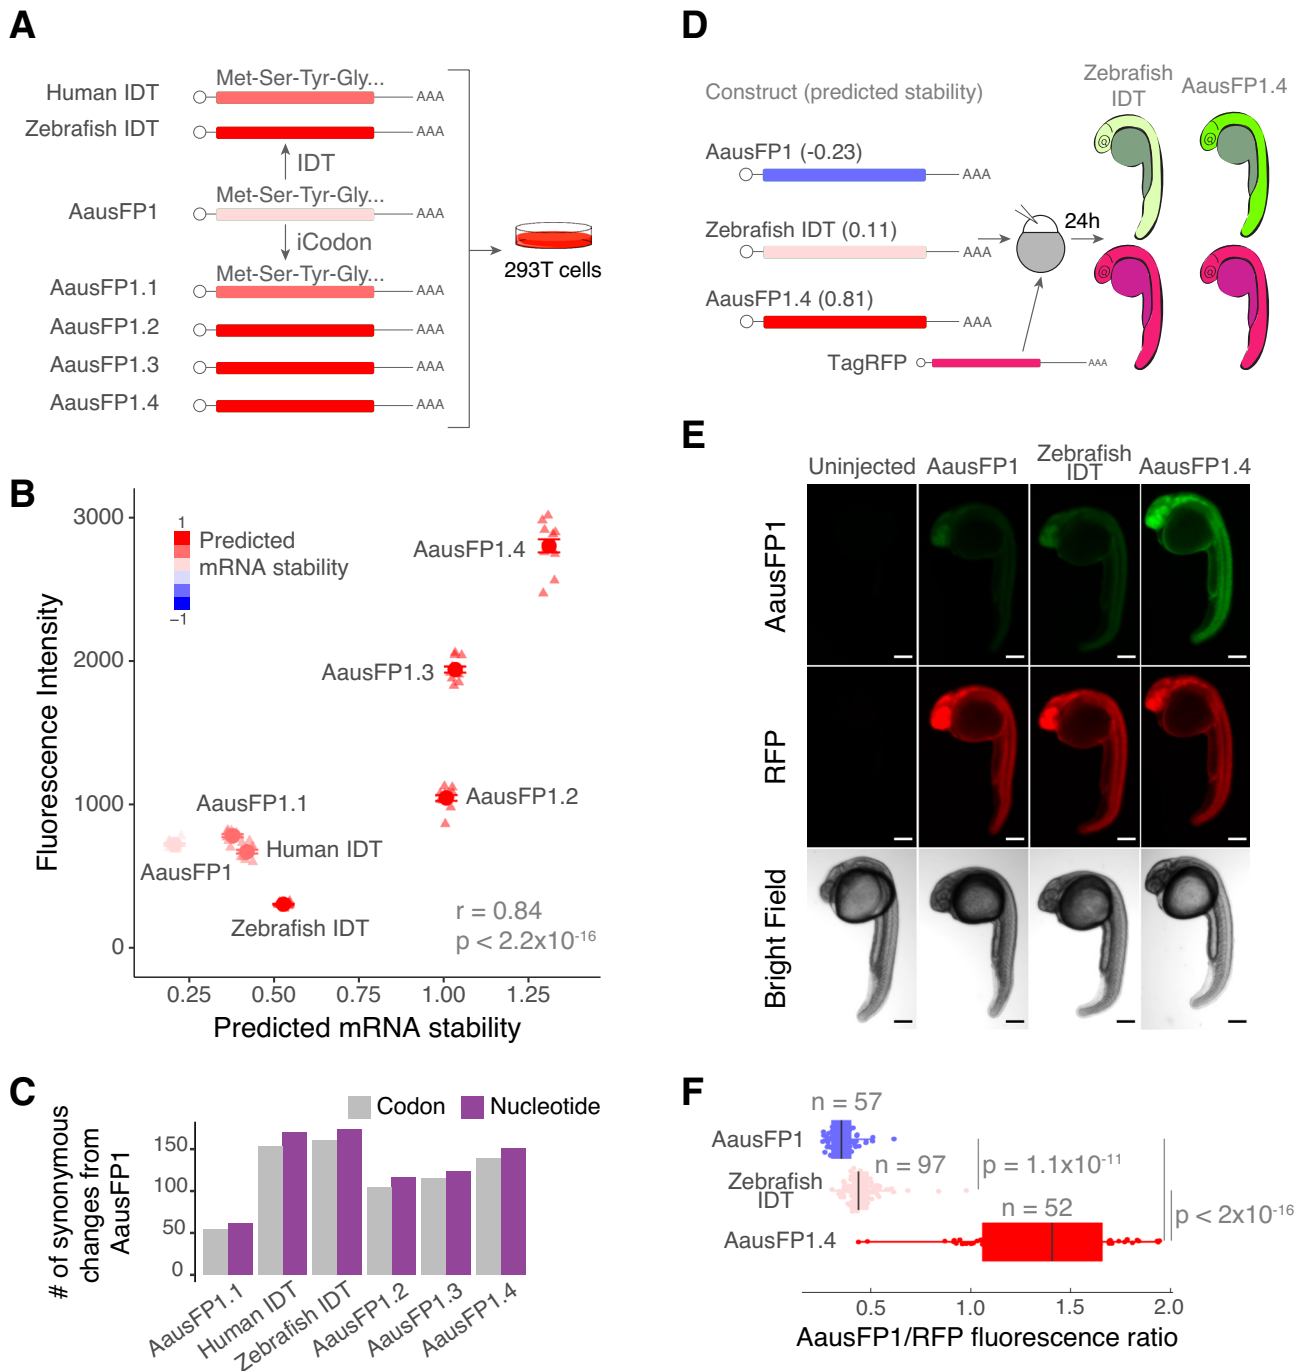 A
Human IDT
Met-Ser-Tyr-Gly...
AAA
Zebrafish IDT
AAA
IDT
Met-Ser-Tyr-Gly...
AausFP1
AAA
iCodon
Met-Ser-Tyr-Gly...
AausFP1.1
AAA
AausFP1.2
AAA
AausFP1.3
AAA
AausFP1.4
AAA
293T cells
B
Fluorescence Intensity
3000
2000
1000
0
1
Predicted
mRNA stability
−1
AausFP1.4
AausFP1.3
AausFP1.2
AausFP1.1
Human IDT
AausFP1
Zebrafish IDT
r = 0.84
p < 2.2x10-16
0.25
0.50
0.75
1.00
1.25
Predicted mRNA stability
C
# of synonymous
changes from
AausFP1
Codon
Nucleotide
150
100
50
0
AausFP1.1
Human IDT
Zebrafish IDT
AausFP1.2
AausFP1.3
AausFP1.4
D
Construct (predicted stability)
Zebrafish
IDT
AausFP1.4
AausFP1 (-0.23)
AAA
Zebrafish IDT (0.11)
AAA
24h
AausFP1.4 (0.81)
AAA
TagRFP
AAA
E
Uninjected
AausFP1
Zebrafish
IDT
AausFP1.4
AausFP1
RFP
Bright Field
F
n = 57
AausFP1
Zebrafish
IDT
n = 97
p = 1.1x10-11
n = 52
p < 2x10-16
AausFP1.4
0.5
1.0
1.5
2.0
AausFP1/RFP fluorescence ratio